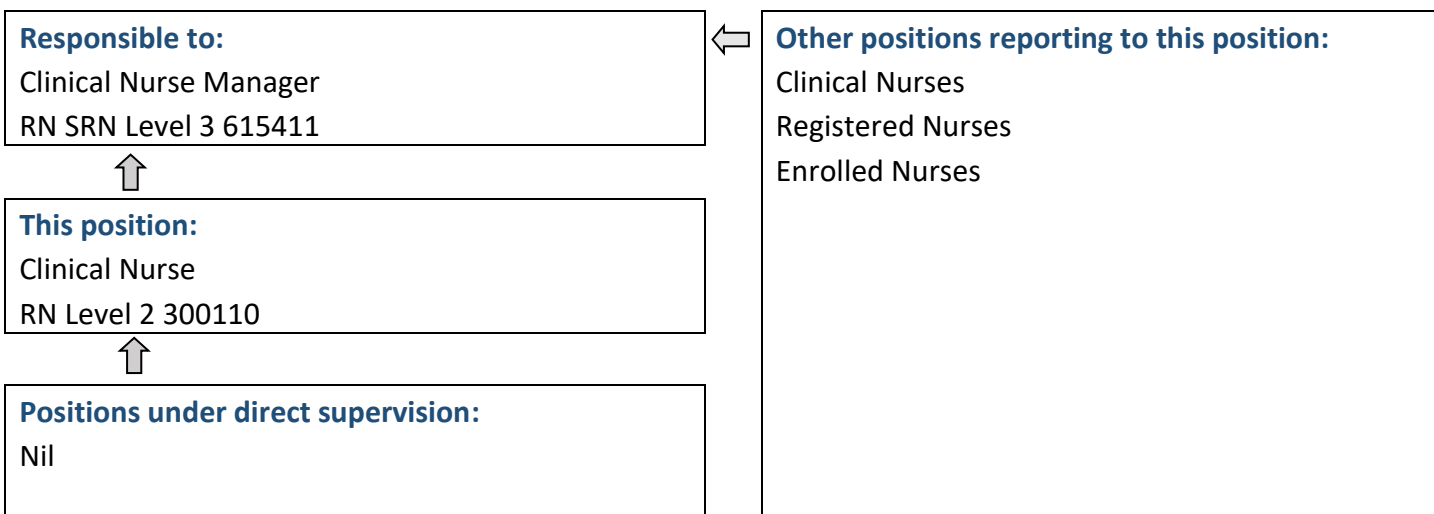 Responsible to:
Clinical Nurse Manager
RN SRN Level 3 615411
This position:
Clinical Nurse
RN Level 2 300110
Positions under direct supervision:
Nil
Other positions reporting to this position:
Clinical Nurses
Registered Nurses
Enrolled Nurses